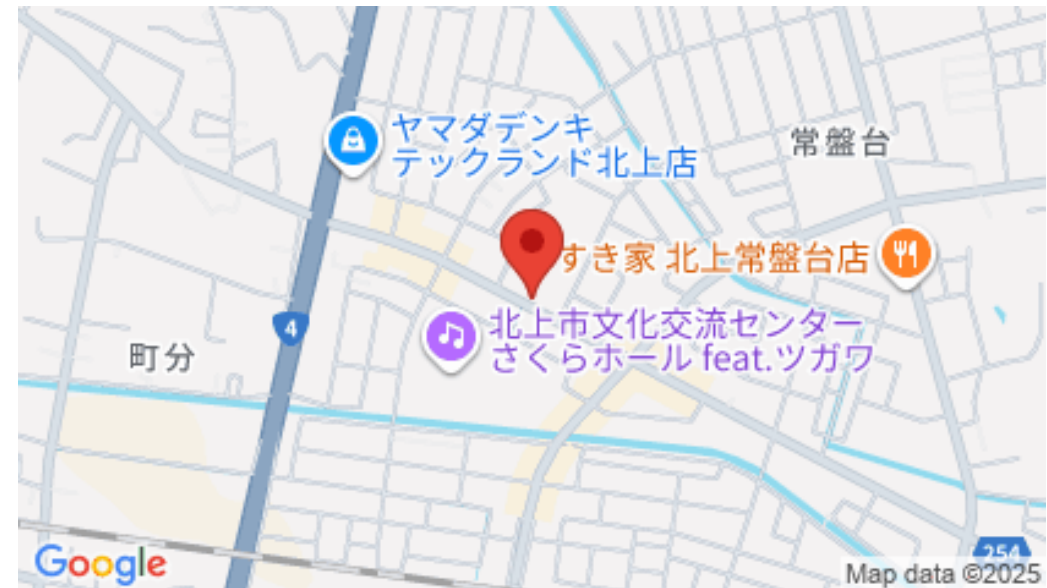 ヤマダデンキ
テックランド北上店
常盤台
すき家 北上常盤台店
北上市文化交流センター
さくらホール feat.ツガワ
4
町分
254
Google
Map data ©2025